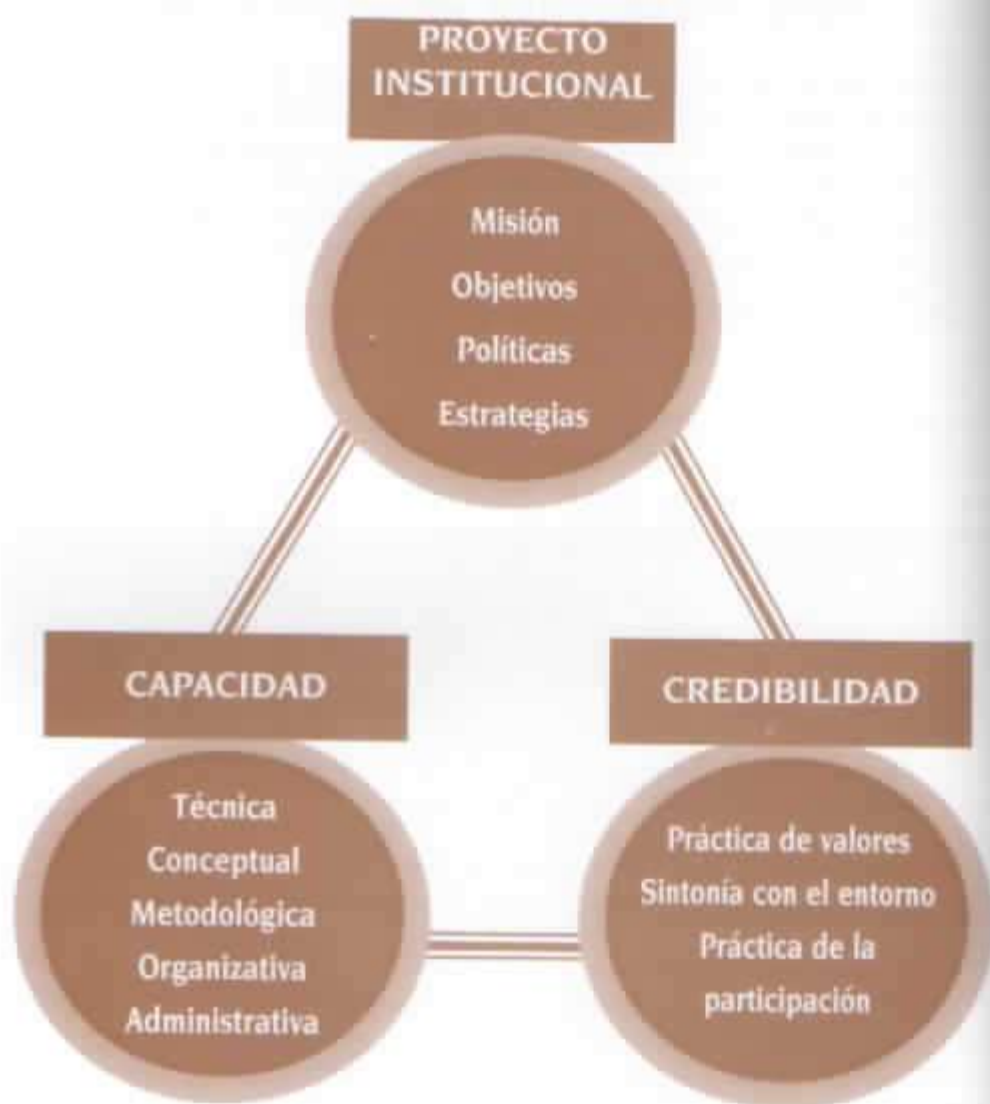 PROYECTO
INSTITUCIONAL
Misión
Objetivos
Políticas
Estrategias
CAPACIDAD
Técnica
Conceptual
Metodológica
Organizativa
Administrativa
CREDIBILIDAD
Práctica de valores
Sintonía con el entorno
Práctica de la
participación